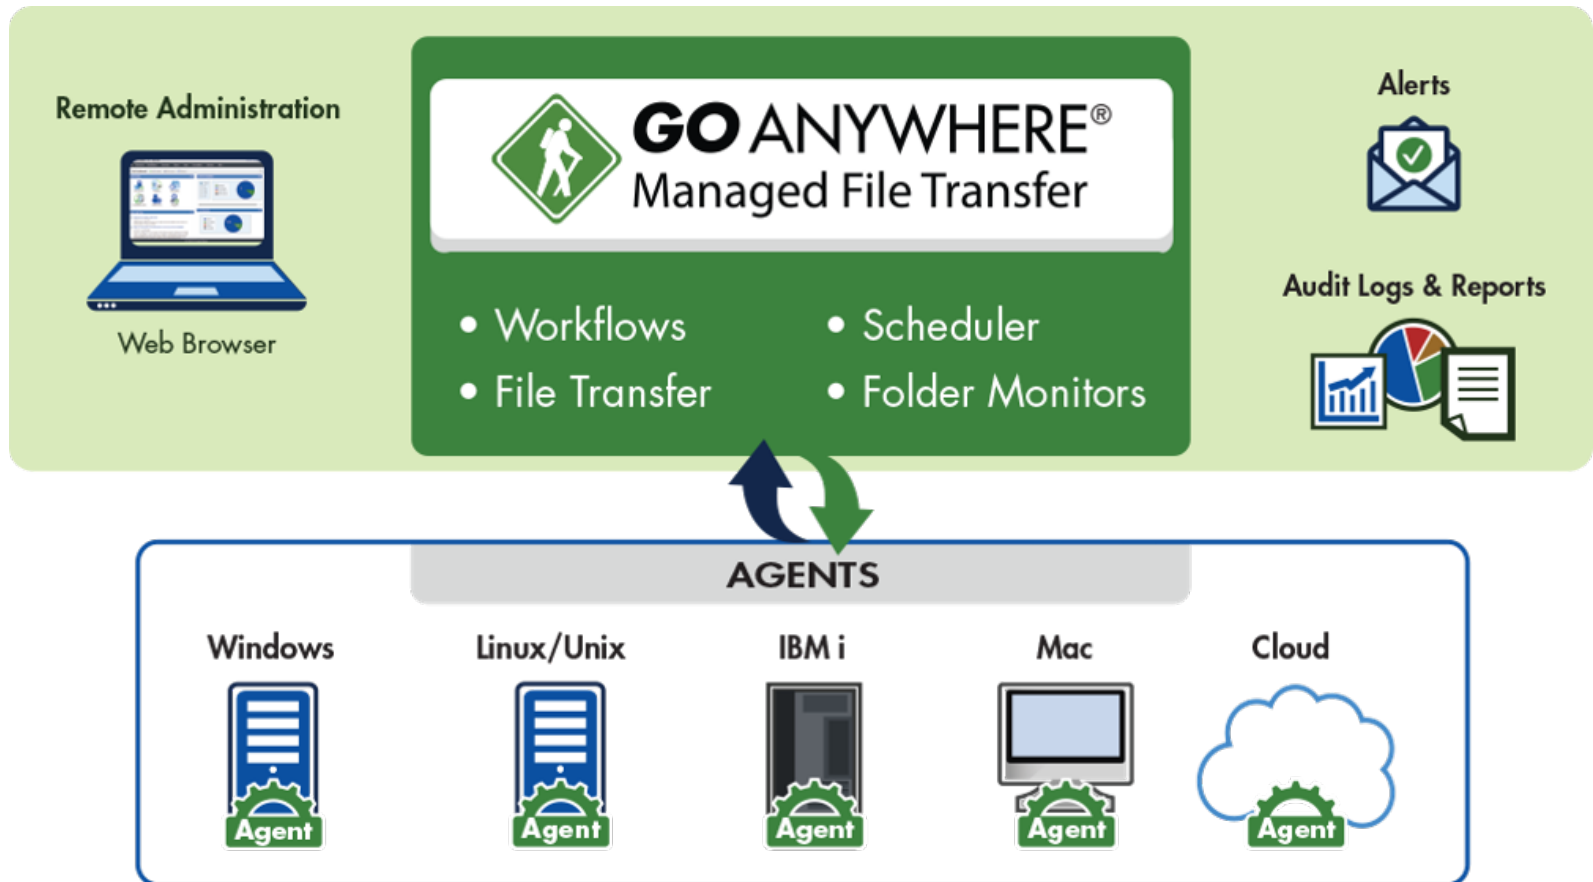 Remote Administration
Web Browser
GO ANYWHERE®
Managed File Transfer
• Workflows
• File Transfer
• Scheduler
• Folder Monitors
Alerts
Audit Logs & Reports
AGENTS
Windows
Linux/Unix
IBM i
Mac
Cloud
Agent
Agent
Agent
Agent
Agent